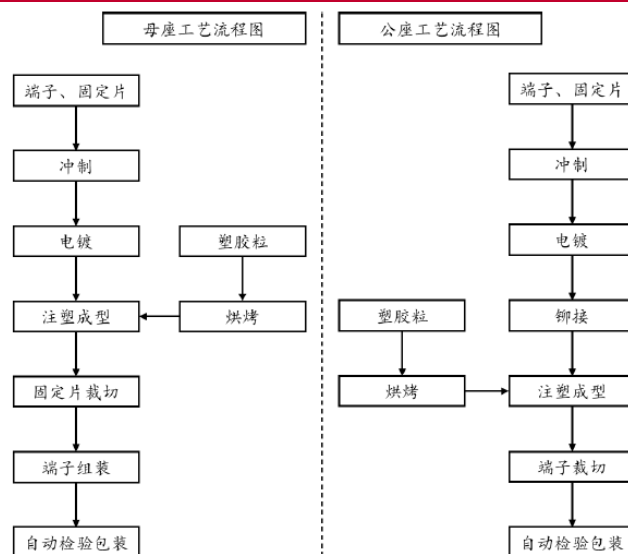 母座工艺流程图
端子、固定片
冲制
电镀
塑胶粒
注塑成型
烘烤
固定片裁切
端子组装
自动检验包装
公座工艺流程图
端子、固定片
冲制
电镀
塑胶粒
铆接
烘烤
注塑成型
端子裁切
自动检验包装